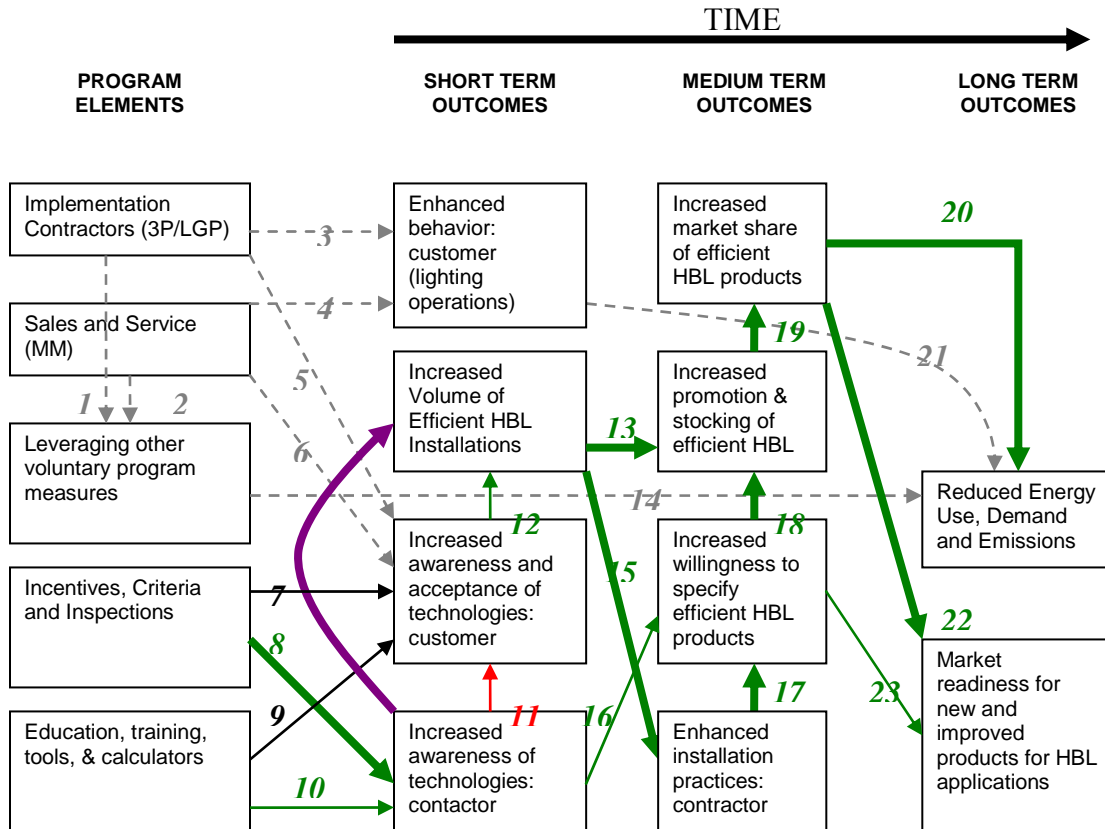 TIME
PROGRAM
ELEMENTS
SHORT TERM
OUTCOMES
MEDIUM TERM
OUTCOMES
LONG TERM
OUTCOMES
Implementation
Contractors (3P/LGP)
Sales and Service
(MM)
Leveraging other
voluntary program
measures
Incentives, Criteria
and Inspections
Education, training,
tools, & calculators
Enhanced
behavior:
customer
(lighting
operations)
Increased
Volume of
Efficient HBL
Installations
Increased
awareness and
acceptance of
technologies:
customer
Increased
awareness of
technologies:
contactor
Increased
market share
of efficient
HBL products
Increased
promotion &
stocking of
efficient HBL
Increased
willingness to
specify
efficient HBL
products
Enhanced
installation
practices:
contractor
Reduced Energy
Use, Demand
and Emissions
Market
readiness for
new and
improved
products for HBL
applications
1
2
3
4
5
6
7
8
9
10
11
12
13
14
15
16
17
18
19
20
21
22
23